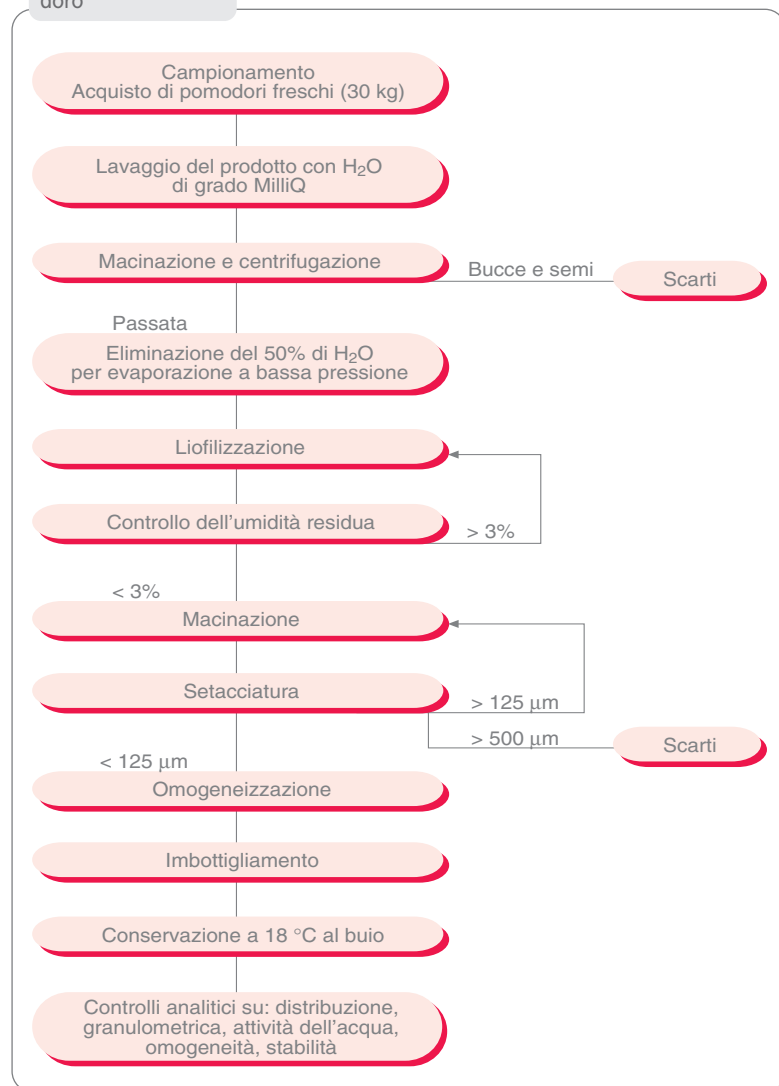 doro
Campionamento
Acquisto di pomodori freschi (30 kg)
Lavaggio del prodotto con H₂O
di grado MilliQ
Macinazione e centrifugazione
Bucce e semi
Scarti
Passata
Eliminazione del 50% di H₂O
per evaporazione a bassa pressione
Liofilizzazione
Controllo dell'umidità residua
> 3%
< 3%
Macinazione
Setacciatura
> 125 μm
> 500 μm
Scarti
< 125 μm
Omogeneizzazione
Imbottigliamento
Conservazione a 18 °C al buio
Controlli analitici su: distribuzione,
granulometrica, attività dell'acqua,
omogeneità, stabilità